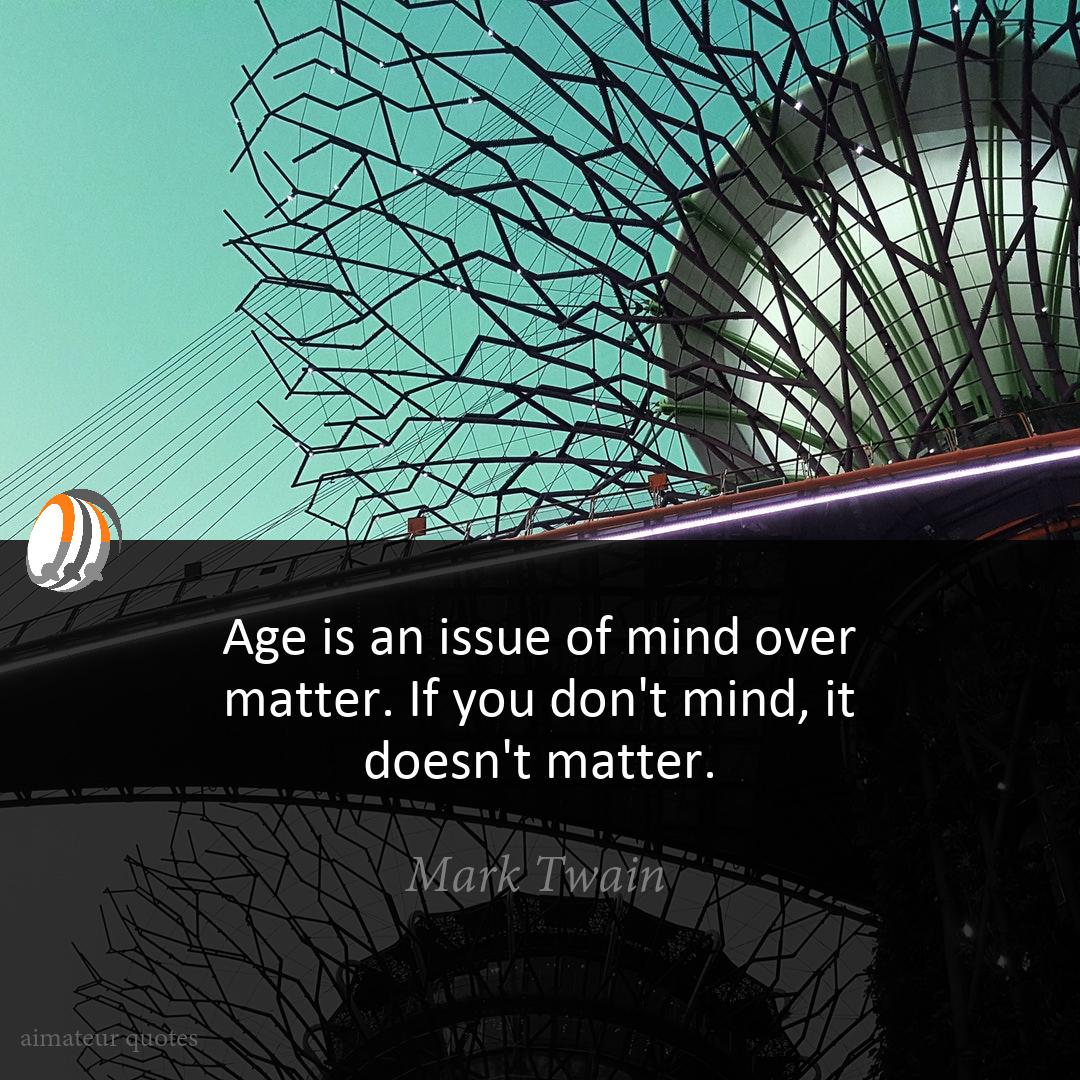 Age is an issue of mind over
matter. If you don't mind, it
doesn't matter.
Mark Twain
aimateur quotes